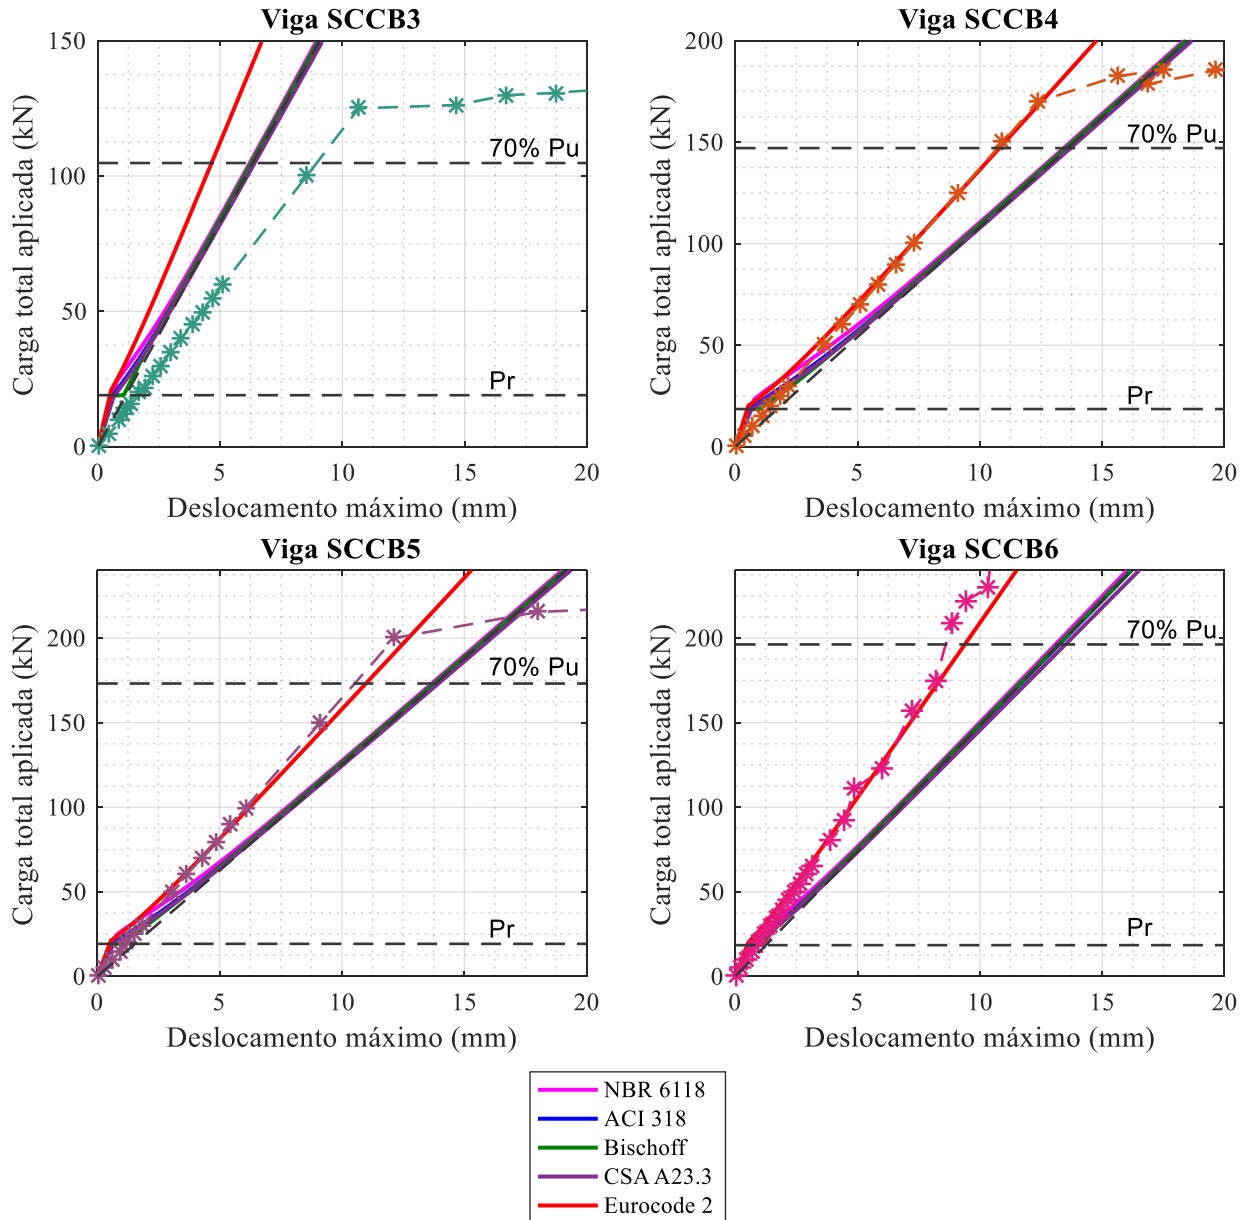 Viga SCCB3
150
100
50
0
Carga total aplicada (kN)
70% Pu
Pr
0 5 10 15 20
Deslocamento máximo (mm)
Viga SCCB4
200
150
100
50
0
Carga total aplicada (kN)
70% Pu
Pr
0 5 10 15 20
Deslocamento máximo (mm)
Viga SCCB5
200
150
100
50
0
Carga total aplicada (kN)
70% Pu
Pr
0 5 10 15 20
Deslocamento máximo (mm)
Viga SCCB6
200
150
100
50
0
Carga total aplicada (kN)
70% Pu
Pr
0 5 10 15 20
Deslocamento máximo (mm)
NBR 6118
ACI 318
Bischoff
CSA A23.3
Eurocode 2